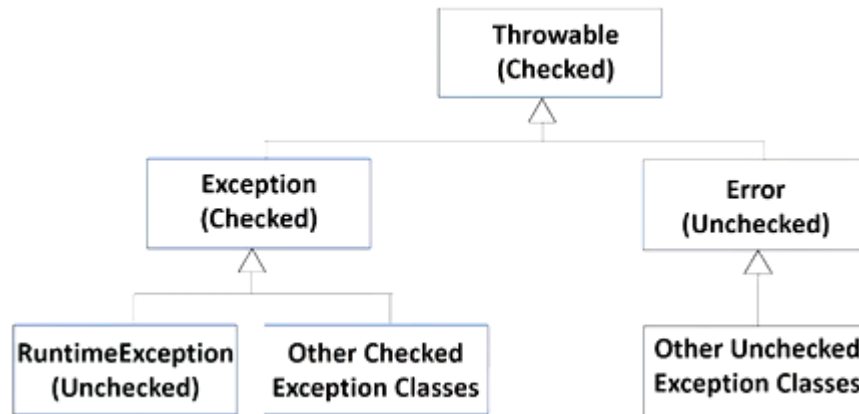 Throwable
(Checked)
Exception
(Checked)
Error
(Unchecked)
RuntimeException
(Unchecked)
Other Checked
Exception Classes
Other Unchecked
Exception Classes